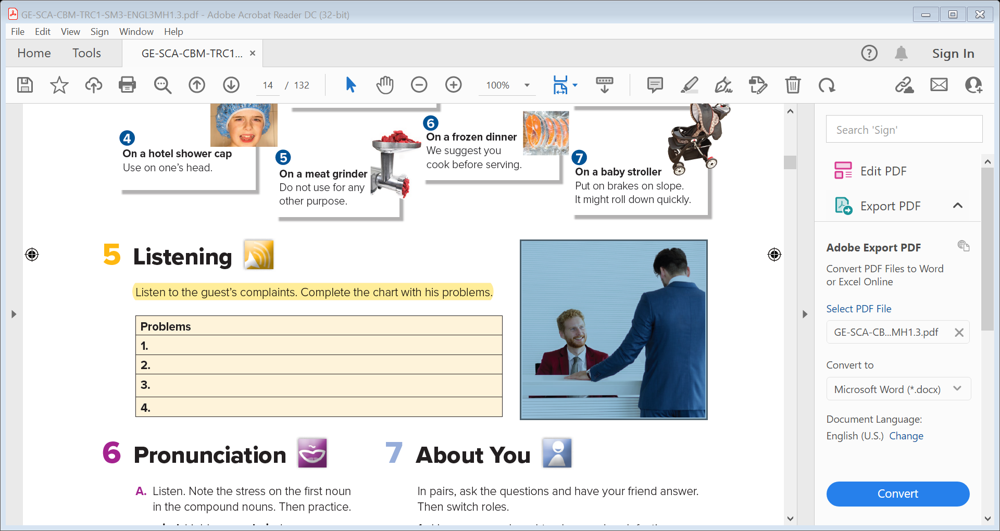 GE-SCA-CBM-TRC1-SM3-ENGL3MH1.3.pdf - Adobe Acrobat Reader DC (32-bit)
File Edit View Sign Window Help
Home Tools GE-SCA-CBM-TRC1... × Sign In
14 / 132 100%
4
On a hotel shower cap
Use on one's head.
5
On a meat grinder
Do not use for any
other purpose.
6
On a frozen dinner
We suggest you
cook before serving.
7
On a baby stroller
Put on brakes on slope.
It might roll down quickly.
5 Listening
Listen to the guest's complaints. Complete the chart with his problems.
Problems
1.
2.
3.
4.
6 Pronunciation
A. Listen. Note the stress on the first noun
in the compound nouns. Then practice.
7 About You
In pairs, ask the questions and have your friend answer.
Then switch roles.
Search 'Sign'
Edit PDF
Export PDF
Adobe Export PDF
Convert PDF Files to Word
or Excel Online
Select PDF File
GE-SCA-CB...MH1.3.pdf
Convert to
Microsoft Word (*.docx)
Document Language:
English (U.S.) Change
Convert